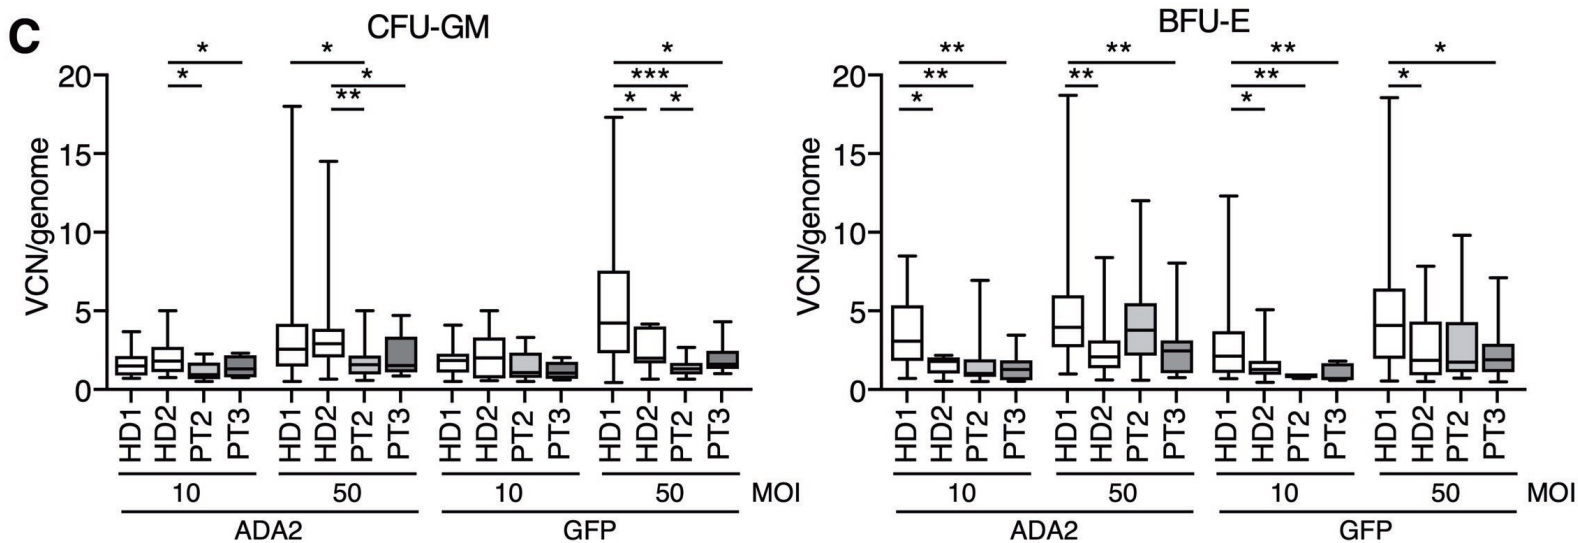 C
CFU-GM
BFU-E
* * * *
* * ***
** * *
** ** ** *
** ** ** *
* *
VCN/genome
20
15
10
5
0
VCN/genome
20
15
10
5
0
HD1 HD2 PT2 PT3 HD1 HD2 PT2 PT3 HD1 HD2 PT2 PT3 HD1 HD2 PT2 PT3
HD1 HD2 PT2 PT3 HD1 HD2 PT2 PT3 HD1 HD2 PT2 PT3 HD1 HD2 PT2 PT3
10 50 10 50 MOI
10 50 10 50 MOI
ADA2 GFP
ADA2 GFP